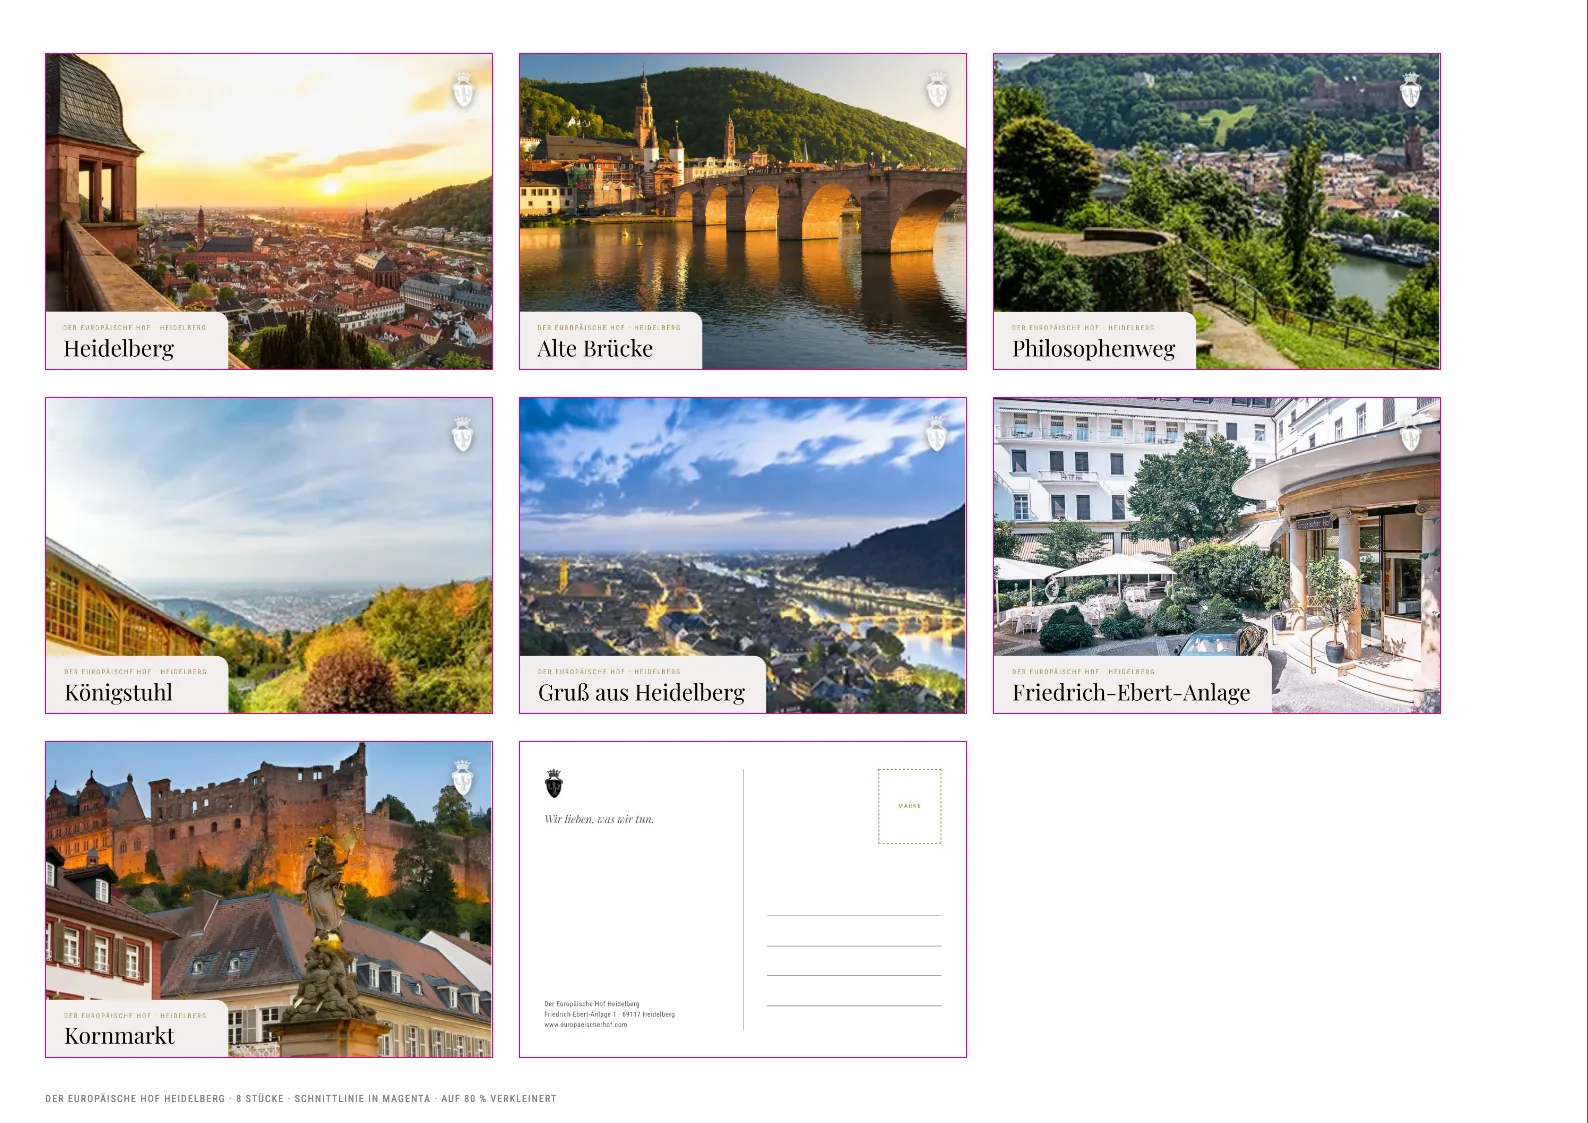 DER EUROPÄISCHE HOF · HEIDELBERG
Heidelberg
DER EUROPÄISCHE HOF · HEIDELBERG
Alte Brücke
DER EUROPÄISCHE HOF · HEIDELBERG
Philosophenweg
DER EUROPÄISCHE HOF · HEIDELBERG
Königstuhl
DER EUROPÄISCHE HOF · HEIDELBERG
Gruß aus Heidelberg
Europäischer Hof
DER EUROPÄISCHE HOF · HEIDELBERG
Friedrich-Ebert-Anlage
DER EUROPÄISCHE HOF · HEIDELBERG
Kornmarkt
MARKE
Wir lieben, was wir tun.
Der Europäische Hof Heidelberg
Friedrich-Ebert-Anlage 1 · 69117 Heidelberg
www.europaeischerhof.com
DER EUROPÄISCHE HOF HEIDELBERG · 8 STÜCKE · SCHNITTLINIE IN MAGENTA · AUF 80 % VERKLEINERT